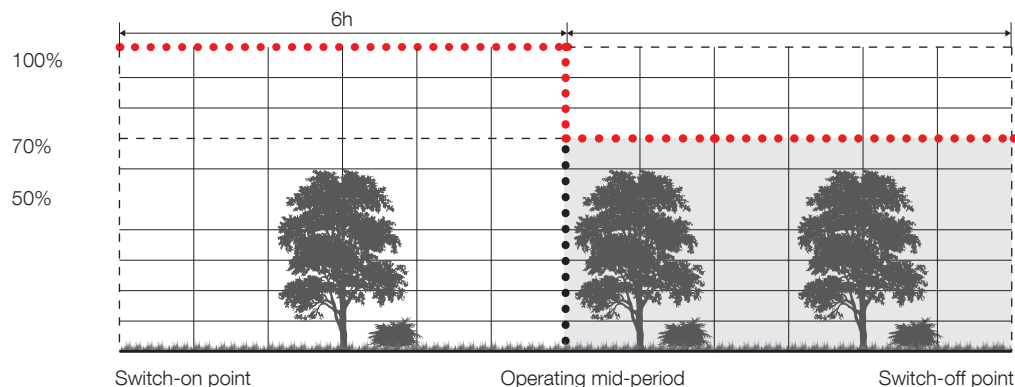 6h
100%
70%
50%
Switch-on point Operating mid-period Switch-off point